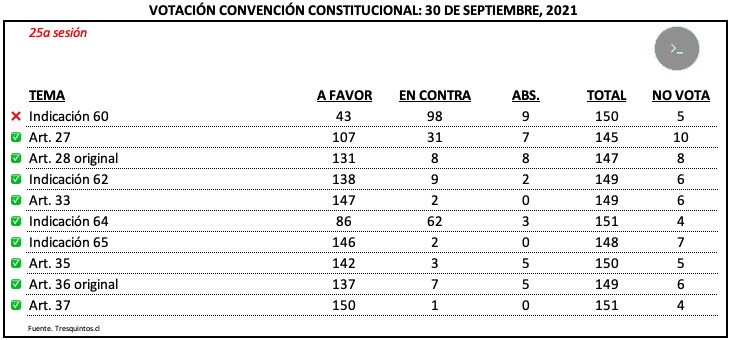 VOTACIÓN CONVENCIÓN CONSTITUCIONAL: 30 DE SEPTIEMBRE, 2021
25a sesión
>_
TEMA A FAVOR EN CONTRA ABS. TOTAL NO VOTA
Indicación 60 43 98 9 150 5
Art. 27 107 31 7 145 10
Art. 28 original 131 8 8 147 8
Indicación 62 138 9 2 149 6
Art. 33 147 2 0 149 6
Indicación 64 86 62 3 151 4
Indicación 65 146 2 0 148 7
Art. 35 142 3 5 150 5
Art. 36 original 137 7 5 149 6
Art. 37 150 1 0 151 4
Fuente. Tresquintos.cl